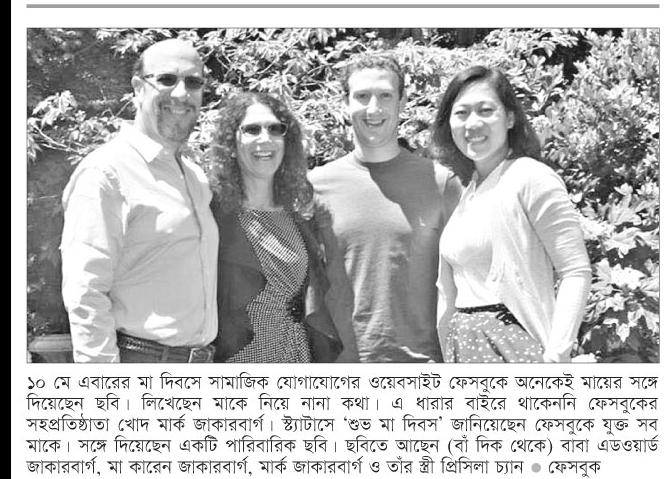 ১০ মে এবারের মা দিবসে সামাজিক যোগাযোগের ওয়েবসাইট ফেসবুকে অনেকেই মায়ের সঙ্গে
দিয়েছেন ছবি। লিখেছেন মাকে নিয়ে নানা কথা। এ ধারার বাইরে থাকেননি ফেসবুকের
সহপ্রতিষ্ঠাতা খোদ মার্ক জাকারবার্গ। স্ট্যাটাসে ‘শুভ মা দিবস’ জানিয়েছেন ফেসবুকে যুক্ত সব
মাকে। সঙ্গে দিয়েছেন একটি পারিবারিক ছবি। ছবিতে আছেন (বাঁ দিক থেকে) বাবা এডওয়ার্ড
জাকারবার্গ, মা কারেন জাকারবার্গ, মার্ক জাকারবার্গ ও তাঁর স্ত্রী প্রিসিলা চ্যান ● ফেসবুক